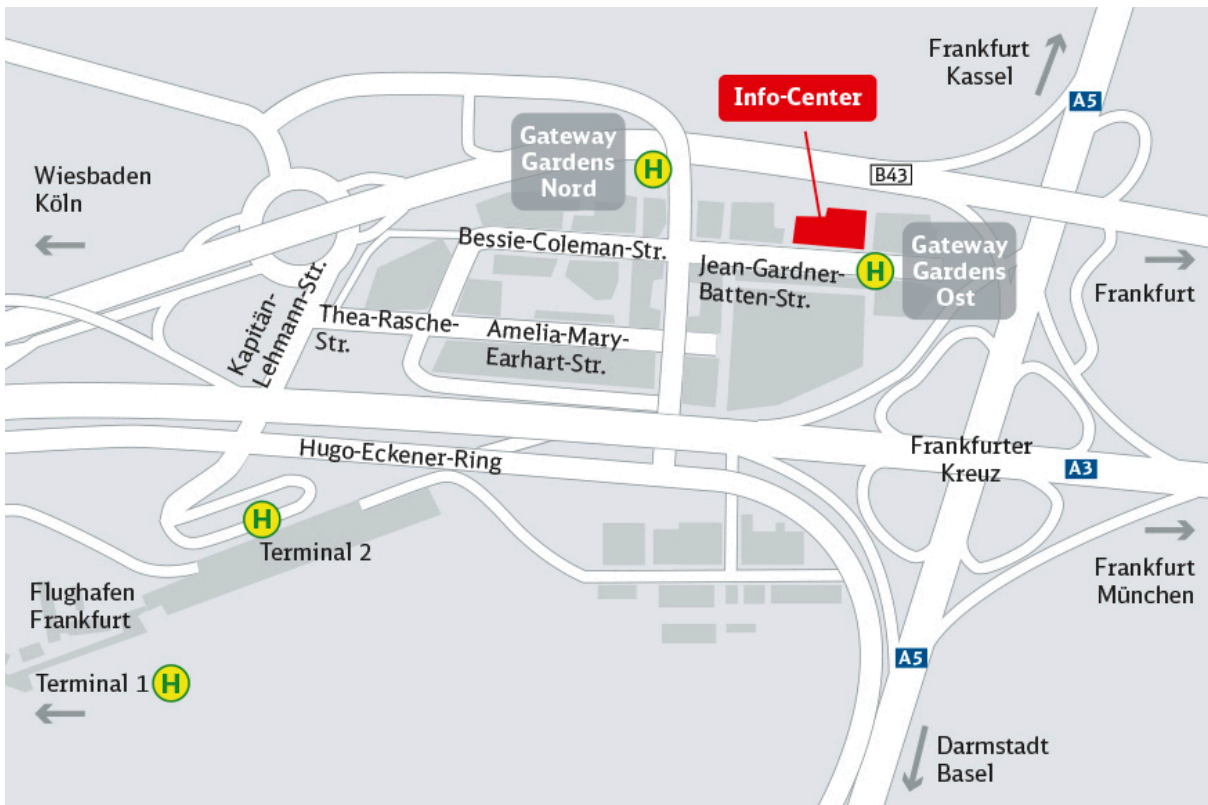 Frankfurt
Kassel
A5
Info-Center
Gateway
Gardens
Nord
H
B43
Wiesbaden
Köln
Bessie-Coleman-Str.
Jean-Gardner-
Batten-Str.
H
Gateway
Gardens
Ost
Frankfurt
Kapitän-
Lehmann-Str.
Thea-Rasche-
Str.
Amelia-Mary-
Earhart-Str.
Hugo-Eckener-Ring
Frankfurter
Kreuz
A3
H
Terminal 2
Frankfurt
München
Flughafen
Frankfurt
Terminal 1
H
A5
Darmstadt
Basel